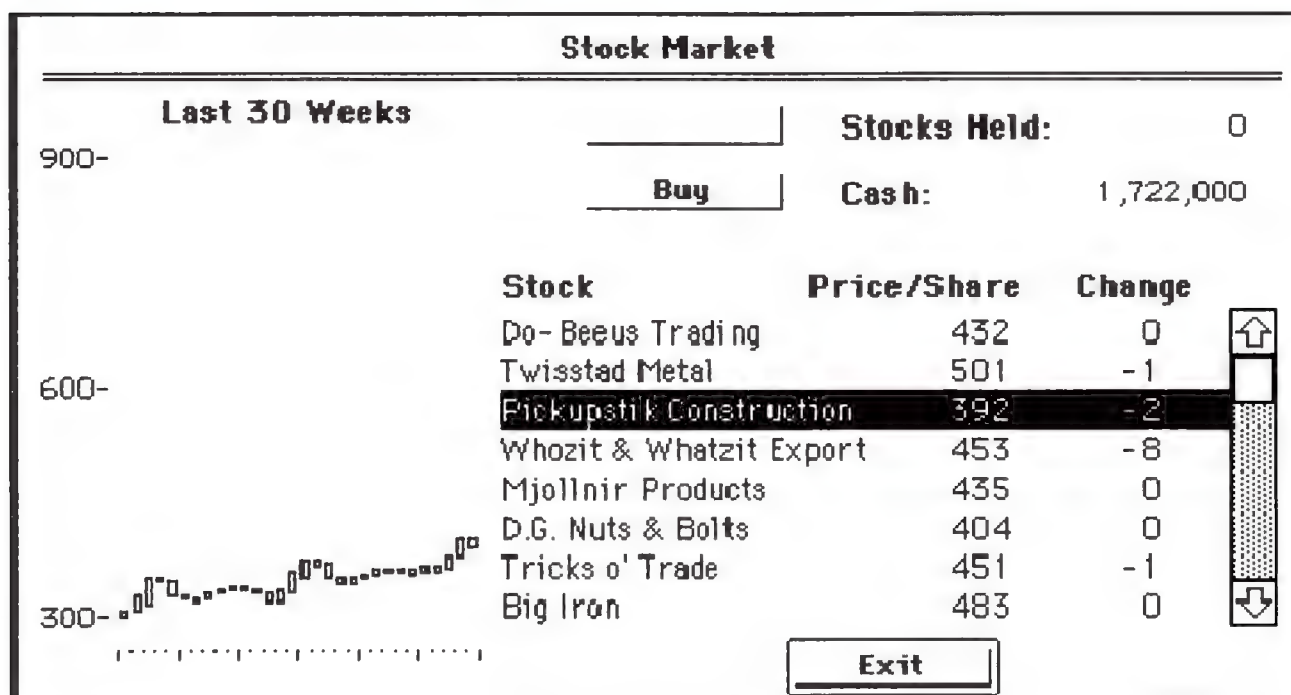 Stock Market
Last 30 Weeks
Stocks Held: 0
900-
Buy
Cash: 1,722,000
Stock Price/Share Change
Do-Beeus Trading 432 0
Twisstad Metal 501 -1
600-
Pickupstik Construction 392 -2
Whozit & Whatzit Export 453 -8
Mjollnir Products 435 0
D.G. Nuts & Bolts 404 0
Tricks o' Trade 451 -1
Big Iron 483 0
300-
Exit